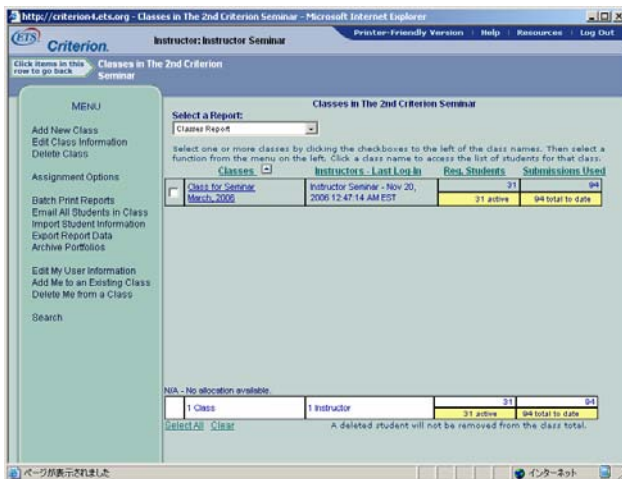 http://criterion4.ets.org - Classes in The 2nd Criterion Seminar - Microsoft Internet Explorer
ETS Criterion.
Instructor: Instructor Seminar
Printer-Friendly Version | Help | Resources | Log Out
Click items in this row to go back
Classes in The 2nd Criterion Seminar
MENU
Add New Class
Edit Class Information
Delete Class
Assignment Options
Batch Print Reports
Email All Students in Class
Import Student Information
Export Report Data
Archive Portfolios
Edit My User Information
Add Me to an Existing Class
Delete Me from a Class
Search
Classes in The 2nd Criterion Seminar
Select a Report:
Classes Report
Select one or more classes by clicking the checkboxes to the left of the class names. Then select a
function from the menu on the left. Click a class name to access the list of students for that class.
Classes Instructors - Last Log In Reg. Students Submissions Used
Class for Seminar Instructor Seminar - Nov 20, 31 94
March, 2006 2006 12:47:14 AM EST 31 active 94 total to date
N/A - No allocation available.
1 Class 1 Instructor 31 94
31 active 94 total to date
Select All Clear A deleted student will not be removed from the class total.
ページが表示されました インターネット